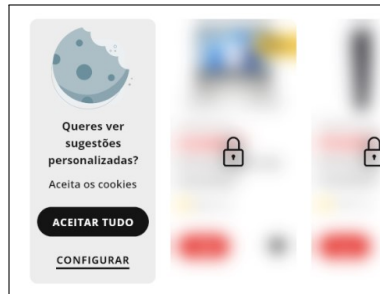 Queres ver
sugestões
personalizadas?
Aceita os cookies
ACEITAR TUDO
CONFIGURAR